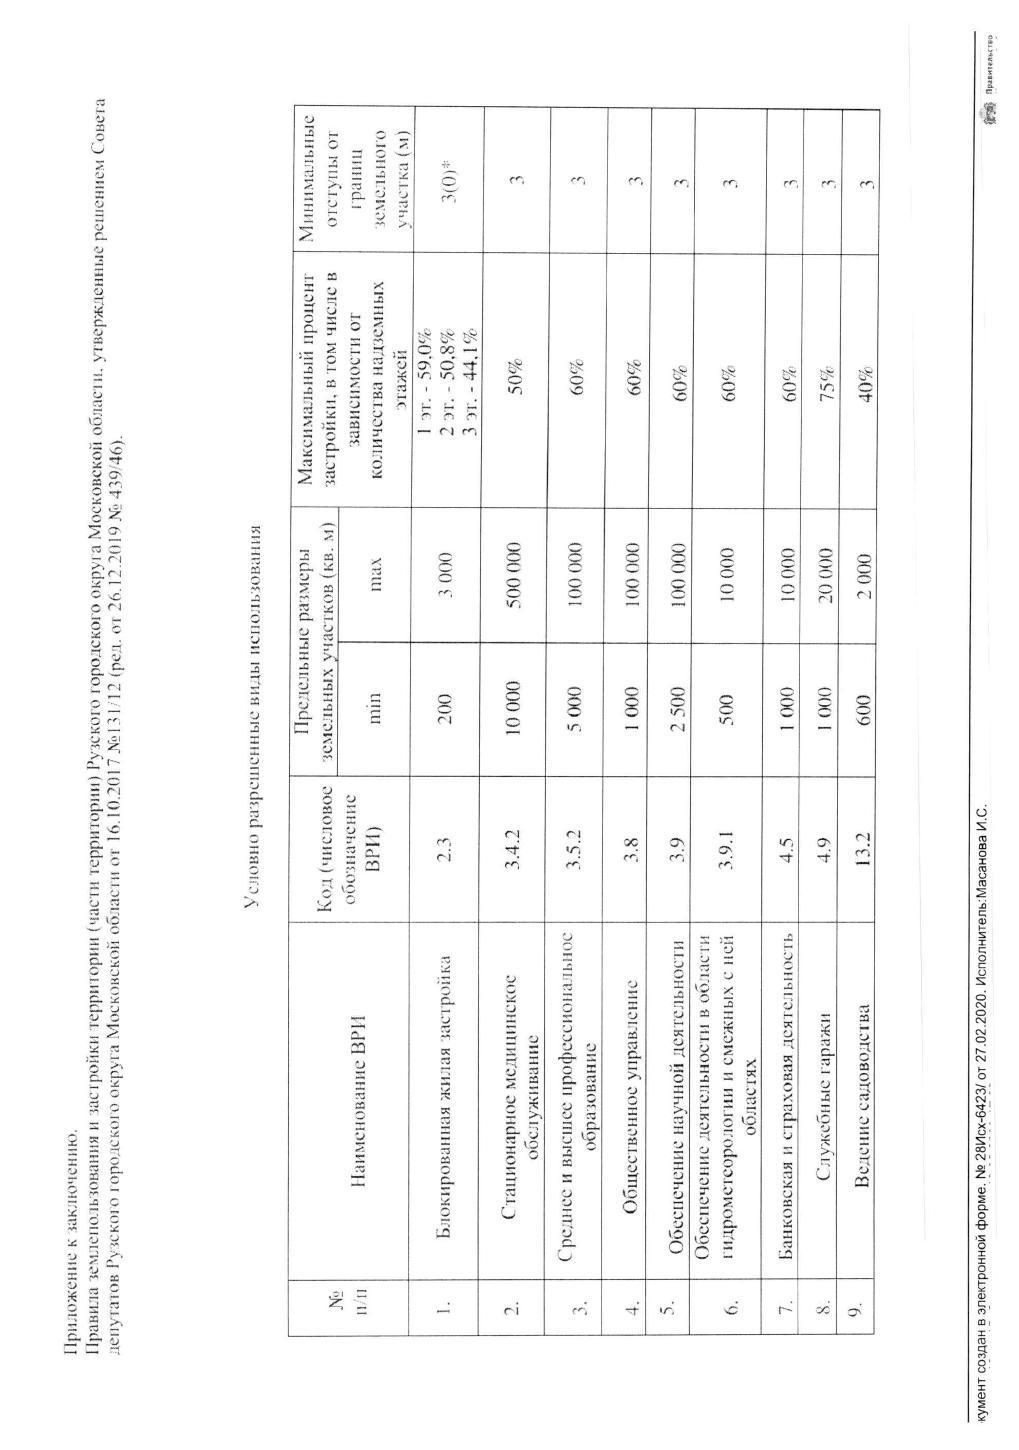 Приложение к заключению.
Правила землепользования и застройки территории (части территории) Рузского городского округа Московской области, утвержденные решением Совета
депутатов Рузского городского округа Московской области от 16.10.2017 №131/12 (ред. от 26.12.2019 № 439/46).
Условно разрешенные виды использования
№ п/п
Наименование ВРИ
Код (числовое
обозначение
ВРИ)
Предельные размеры
земельных участков (кв. м)
min
max
Максимальный процент
застройки, в том числе в
зависимости от
количества надземных
этажей
Минимальные
отступы от
границ
земельного
участка (м)
1. Блокированная жилая застройка 2.3 200 3 000
1 эт. - 59,0%
2 эт. - 50,8%
3 эт. - 44,1%
3(0)*
2. Стационарное медицинское
обслуживание
3.4.2 10 000 500 000 50% 3
3. Среднее и высшее профессиональное
образование
3.5.2 5 000 100 000 60% 3
4. Общественное управление 3.8 1 000 100 000 60% 3
5. Обеспечение научной деятельности 3.9 2 500 100 000 60% 3
6. Обеспечение деятельности в области
гидрометеорологии и смежных с ней
областях
3.9.1 500 10 000 60% 3
7. Банковская и страховая деятельность 4.5 1 000 10 000 60% 3
8. Служебные гаражи 4.9 1 000 20 000 75% 3
9. Ведение садоводства 13.2 600 2 000 40% 3
кумент создан в электронной форме. № 28Исх-6423/ от 27.02.2020. Исполнитель:Масанова И.С.
Правительство